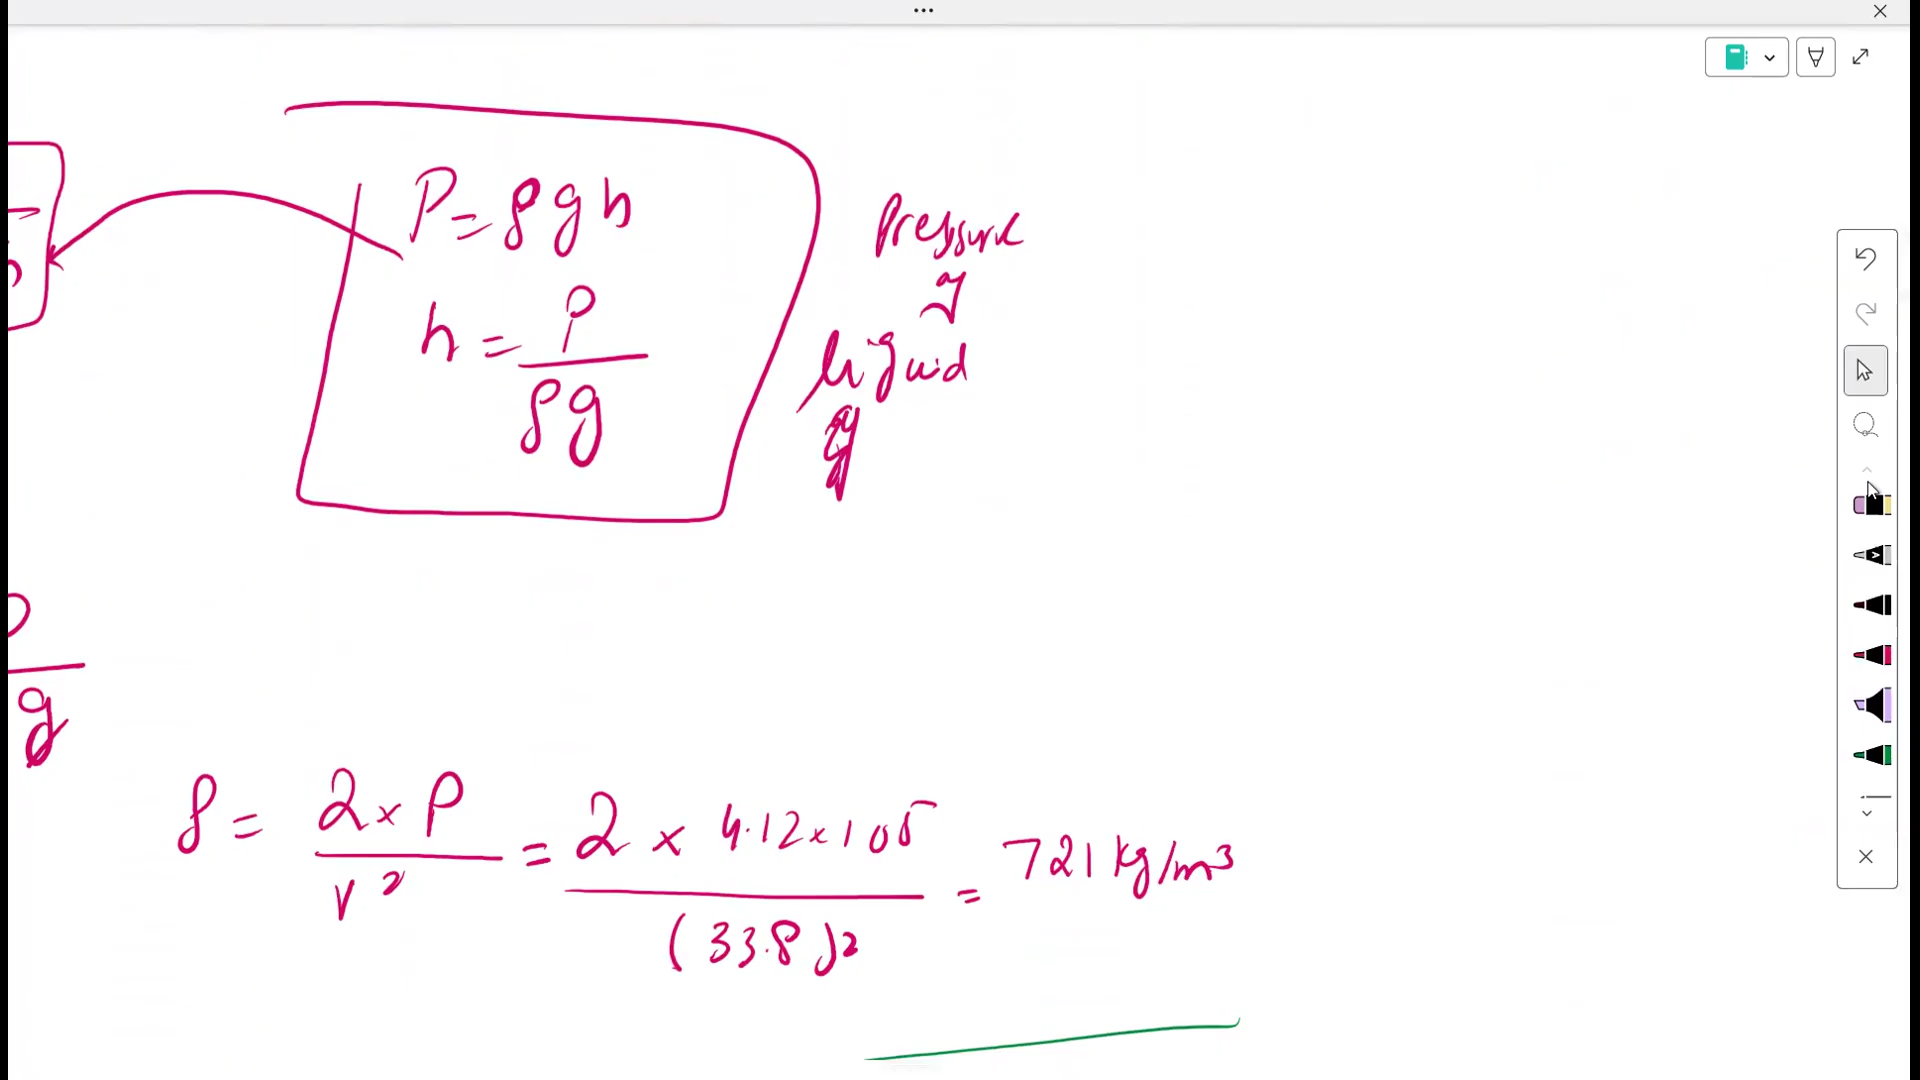 P = ρgh
h = P / ρg
Pressure
of
liquid
g
ρ = 2 × P / v² = 2 × 4.12×10⁵ / (33.8)² = 721 kg/m³